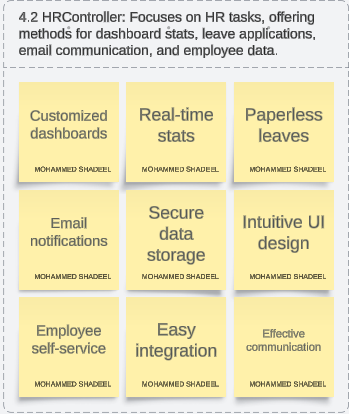 4.2 HRController: Focuses on HR tasks, offering
methods for dashboard stats, leave applications,
email communication, and employee data.
Customized
dashboards
MOHAMMED SHADEEL
Real-time
stats
MOHAMMED SHADEEL
Paperless
leaves
MOHAMMED SHADEEL
Email
notifications
MOHAMMED SHADEEL
Secure
data
storage
MOHAMMED SHADEEL
Intuitive UI
design
MOHAMMED SHADEEL
Employee
self-service
MOHAMMED SHADEEL
Easy
integration
MOHAMMED SHADEEL
Effective
communication
MOHAMMED SHADEEL